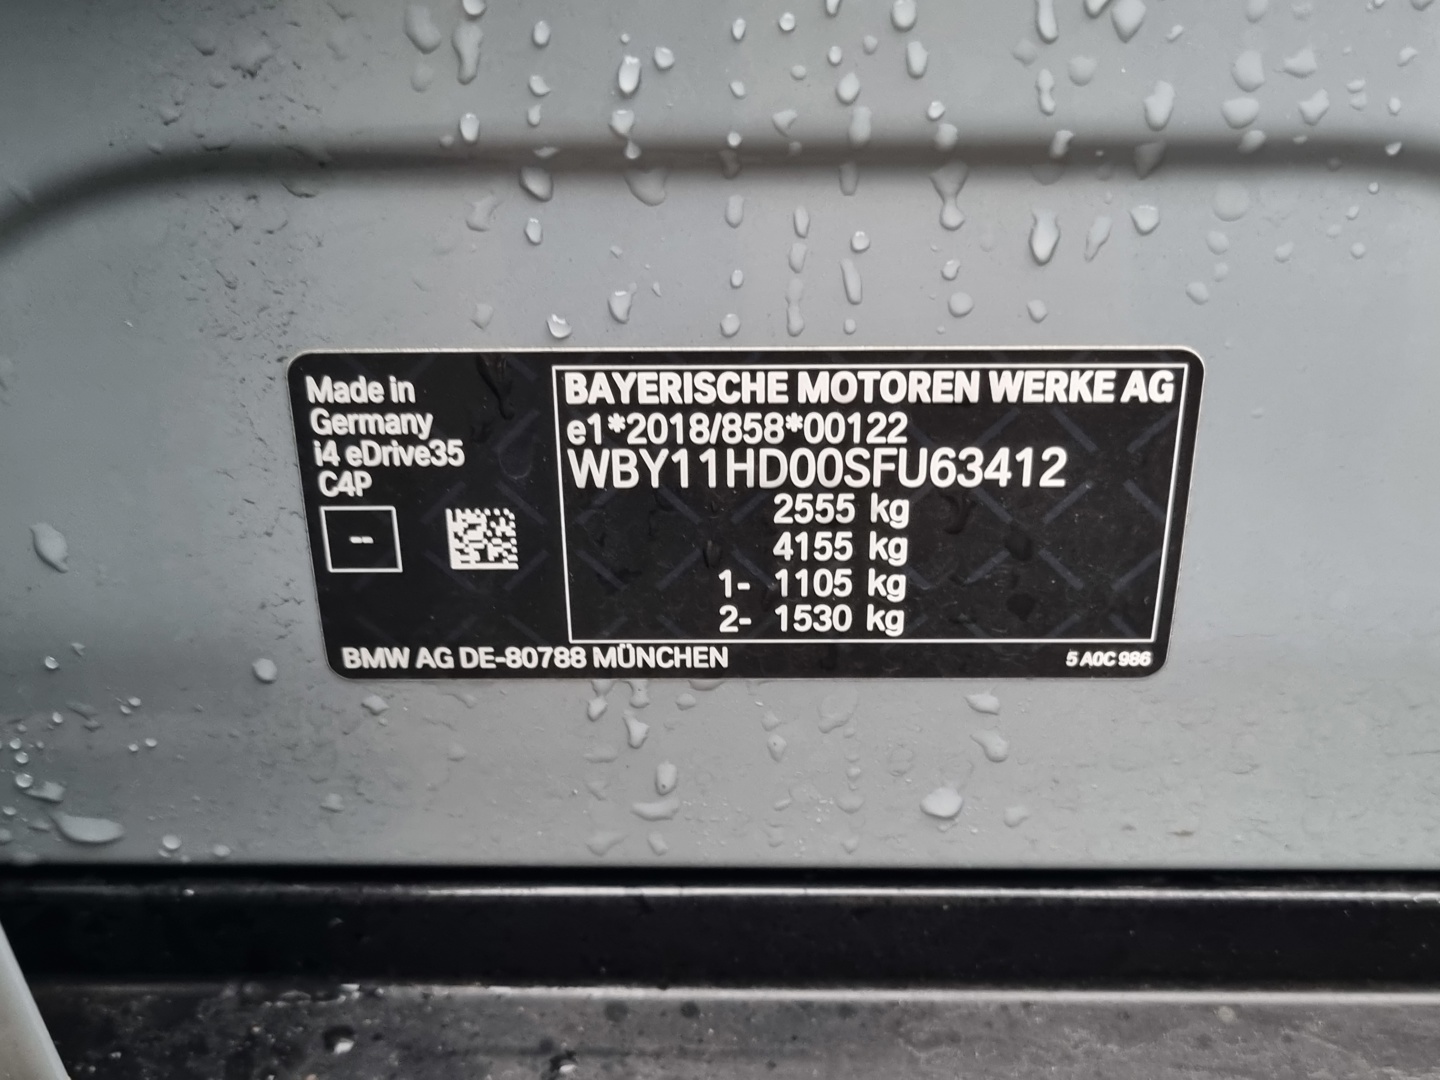 Made in
Germany
i4 eDrive35
C4P
--
BAYERISCHE MOTOREN WERKE AG
e1*2018/858*00122
WBY11HD00SFU63412
2555 kg
4155 kg
1- 1105 kg
2- 1530 kg
BMW AG DE-80788 MÜNCHEN
5 A0C 986